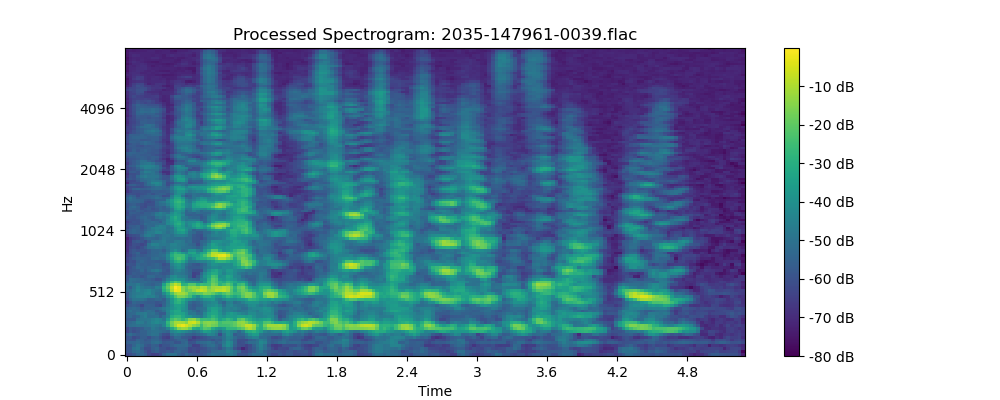 Processed Spectrogram: 2035-147961-0039.flac
Hz
4096
2048
1024
512
0
0 0.6 1.2 1.8 2.4 3 3.6 4.2 4.8
Time
-10 dB
-20 dB
-30 dB
-40 dB
-50 dB
-60 dB
-70 dB
-80 dB